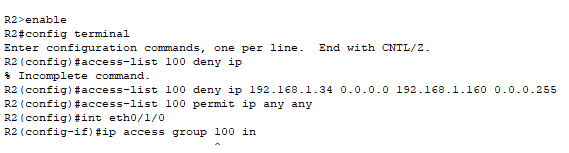 R2>enable
R2#config terminal
Enter configuration commands, one per line.  End with CNTL/Z.
R2(config)#access-list 100 deny ip
% Incomplete command.
R2(config)#access-list 100 deny ip 192.168.1.34 0.0.0.0 192.168.1.160 0.0.0.255
R2(config)#access-list 100 permit ip any any
R2(config)#int eth0/1/0
R2(config-if)#ip access group 100 in
^